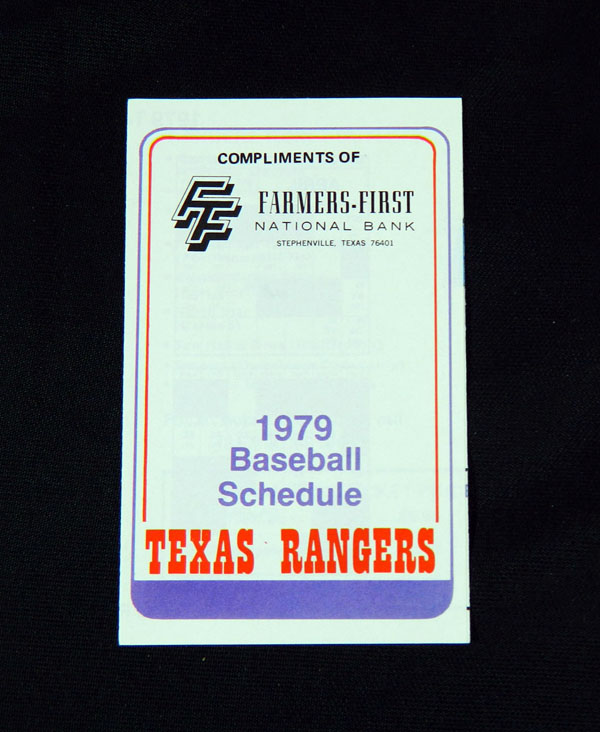 COMPLIMENTS OF
FF
FARMERS-FIRST
NATIONAL BANK
STEPHENVILLE, TEXAS 76401
1979
Baseball
Schedule
TEXAS RANGERS